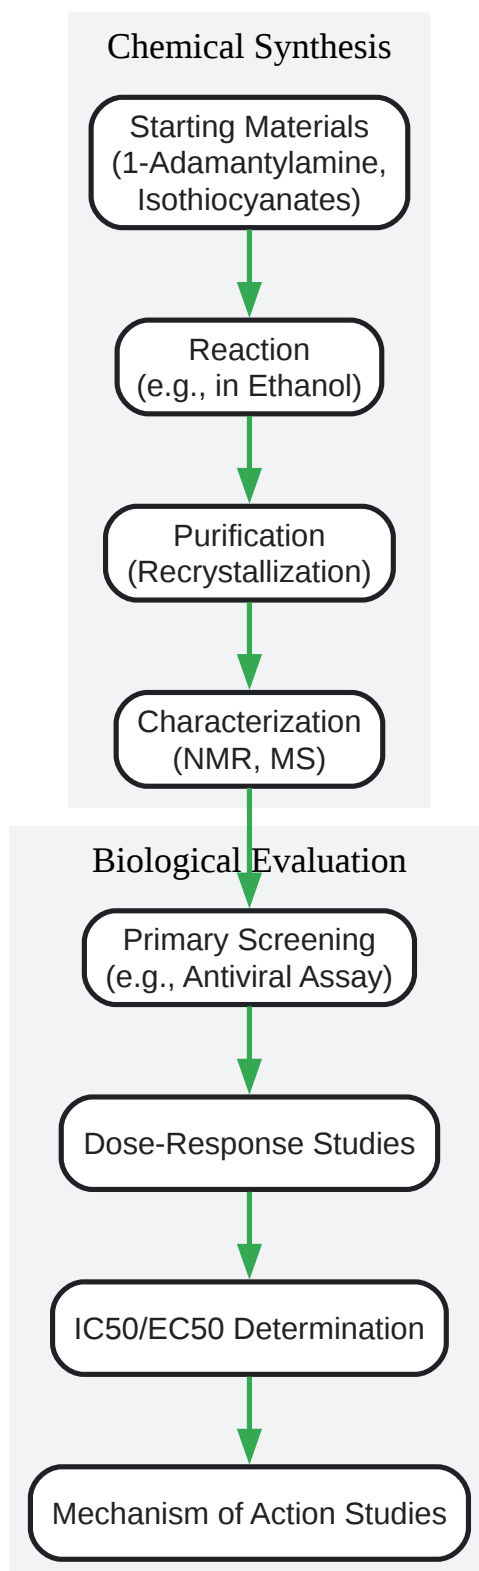 Chemical Synthesis
Starting Materials
(1-Adamantylamine,
Isothiocyanates)
Reaction
(e.g., in Ethanol)
Purification
(Recrystallization)
Characterization
(NMR, MS)
Biological Evaluation
Primary Screening
(e.g., Antiviral Assay)
Dose-Response Studies
IC50/EC50 Determination
Mechanism of Action Studies